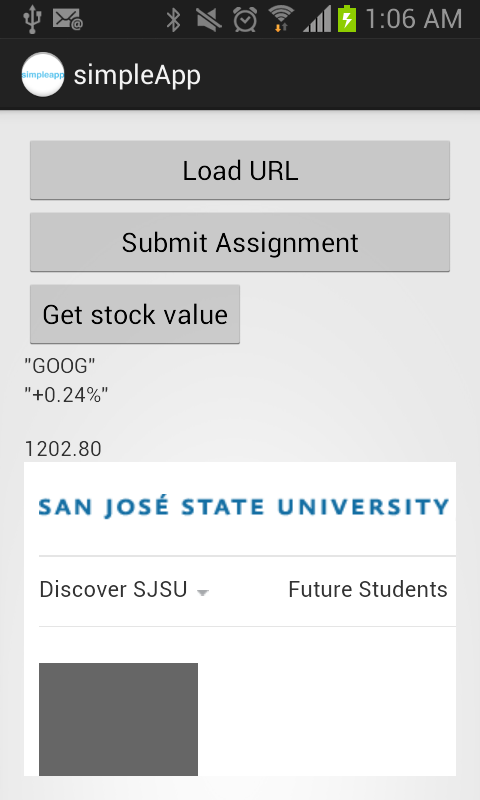 1:06 AM
simpleapp simpleApp
Load URL
Submit Assignment
Get stock value
"GOOG"
"+0.24%"
1202.80
SAN JOSÉ STATE UNIVERSITY
Discover SJSU Future Students